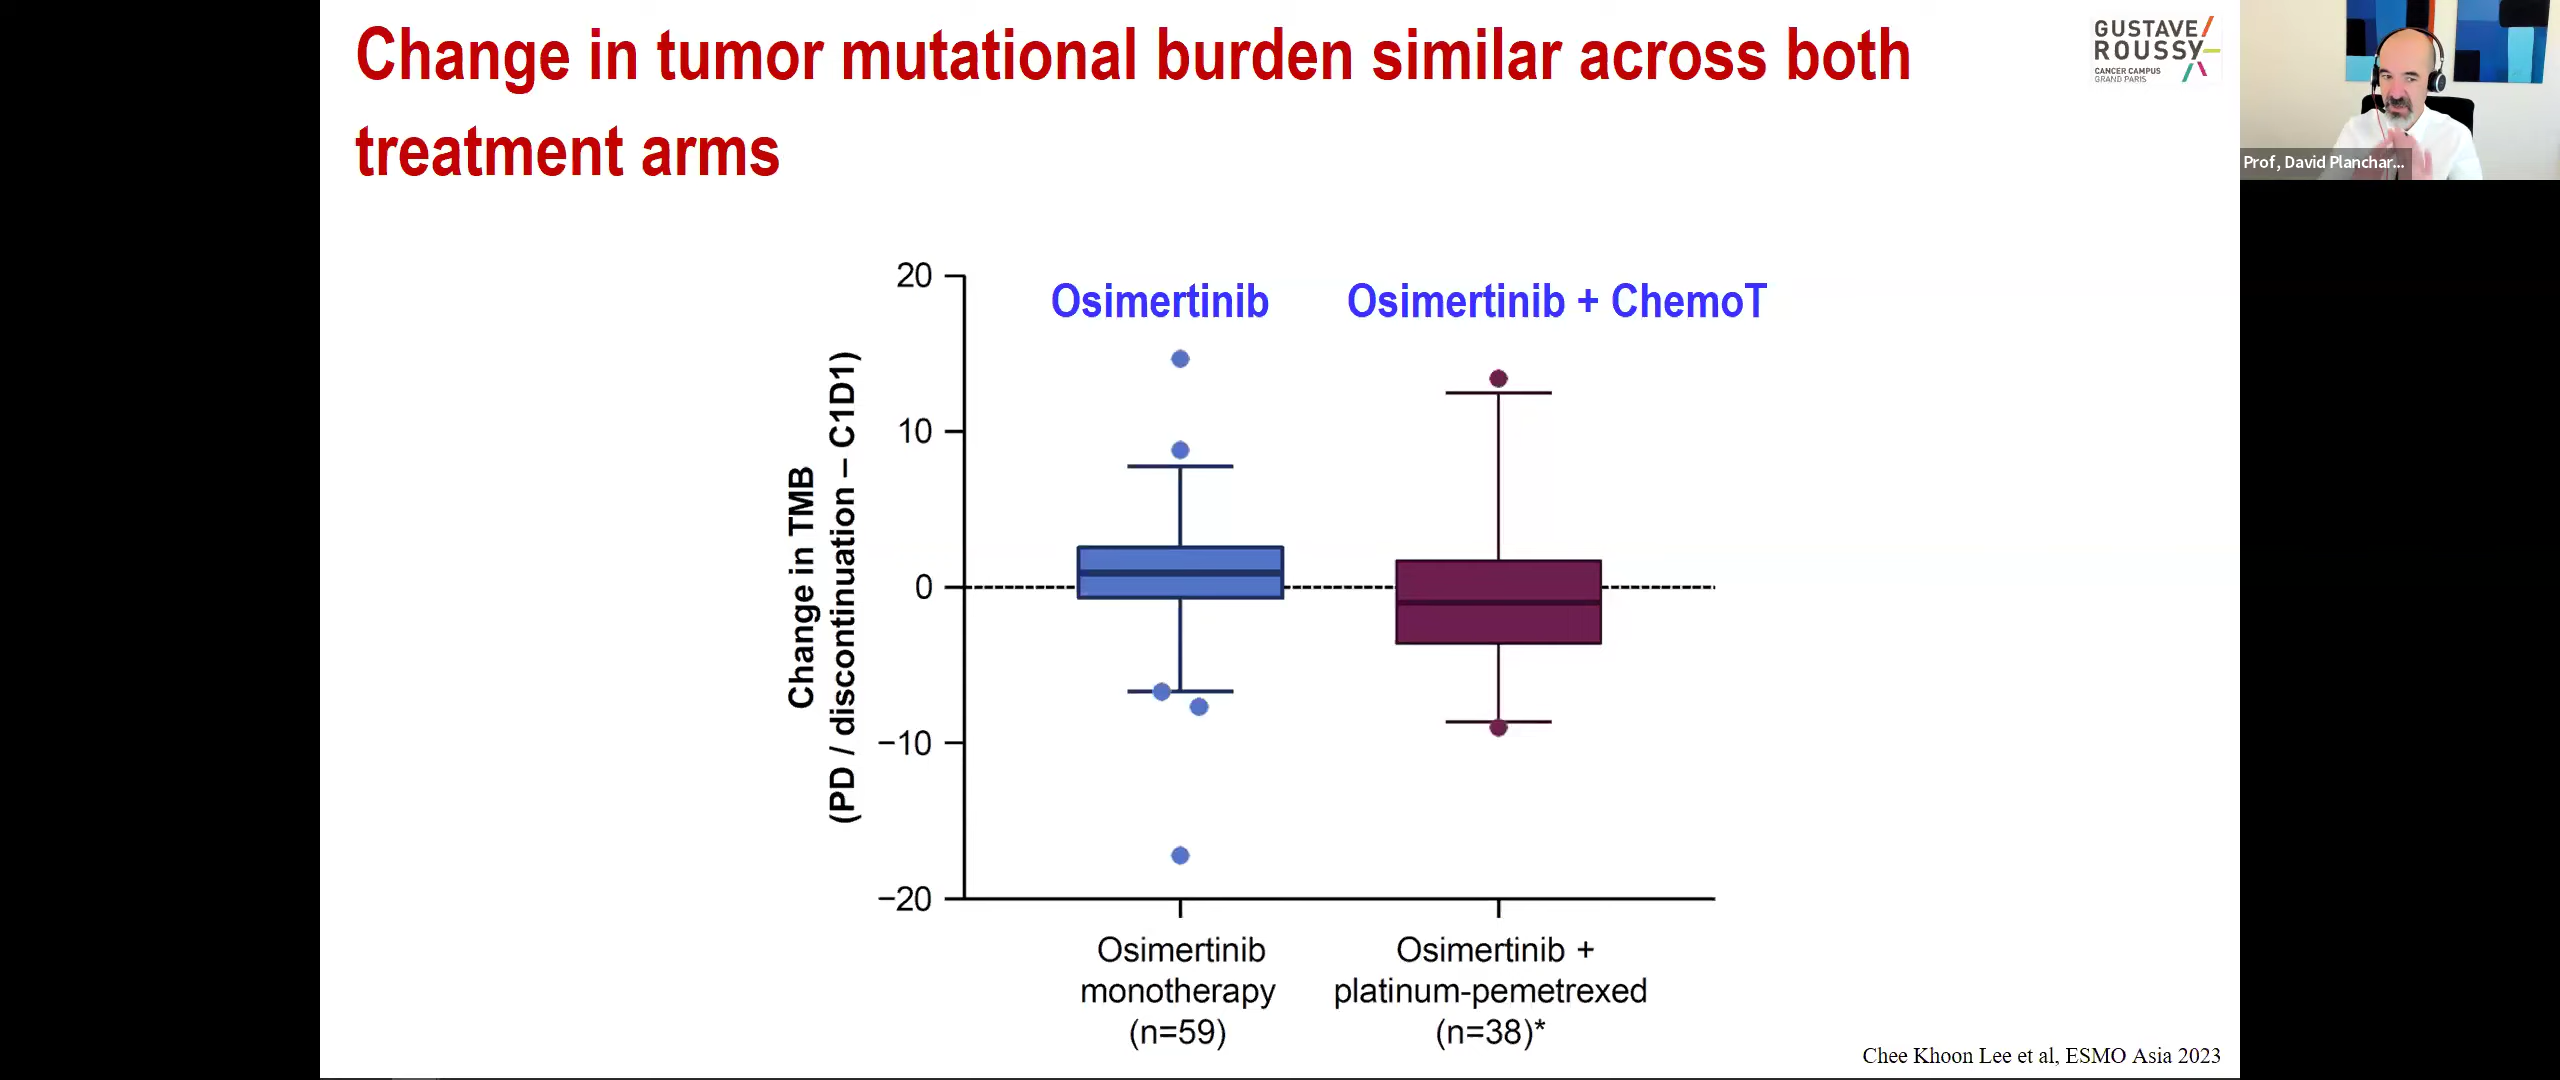 Change in tumor mutational burden similar across both
treatment arms
GUSTAVE
ROUSSY
CANCER CAMPUS
GRAND PARIS
Prof, David Planchar...
Osimertinib
Osimertinib + ChemoT
Change in TMB
(PD / discontinuation – C1D1)
20
10
0
−10
−20
Osimertinib
monotherapy
(n=59)
Osimertinib +
platinum-pemetrexed
(n=38)*
Chee Khoon Lee et al, ESMO Asia 2023